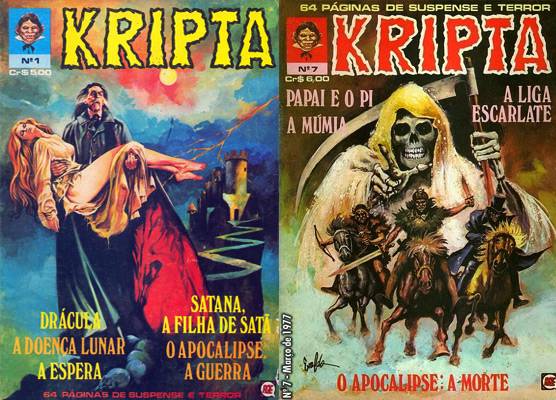 KRIPTA
Nº1
Cr$ 5,00
DRÁCULA
A DOENÇA LUNAR
A ESPERA
SATANA,
A FILHA DE SATÃ
O APOCALIPSE:
A GUERRA
64 PÁGINAS DE SUSPENSE E TERROR
64 PÁGINAS DE SUSPENSE E TERROR
KRIPTA
Nº7
Cr$ 6,00
PAPAI E O PI
A MÚMIA
A LIGA
ESCARLATE
Nº 7 - Março de 1977
O APOCALIPSE: A MORTE